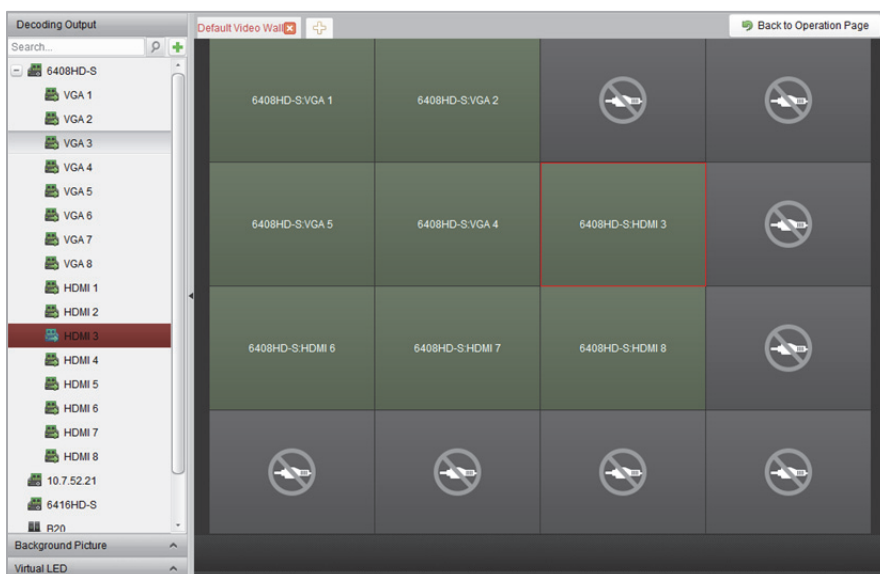 Decoding Output
Default Video Wall
Back to Operation Page
Search...
6408HD-S
VGA 1
VGA 2
VGA 3
VGA 4
VGA 5
VGA 6
VGA 7
VGA 8
HDMI 1
HDMI 2
HDMI 3
HDMI 4
HDMI 5
HDMI 6
HDMI 7
HDMI 8
10.7.52.21
6416HD-S
B20
Background Picture
Virtual LED
6408HD-S:VGA 1
6408HD-S:VGA 2
6408HD-S:VGA 5
6408HD-S:VGA 4
6408HD-S:HDMI 3
6408HD-S:HDMI 6
6408HD-S:HDMI 7
6408HD-S:HDMI 8